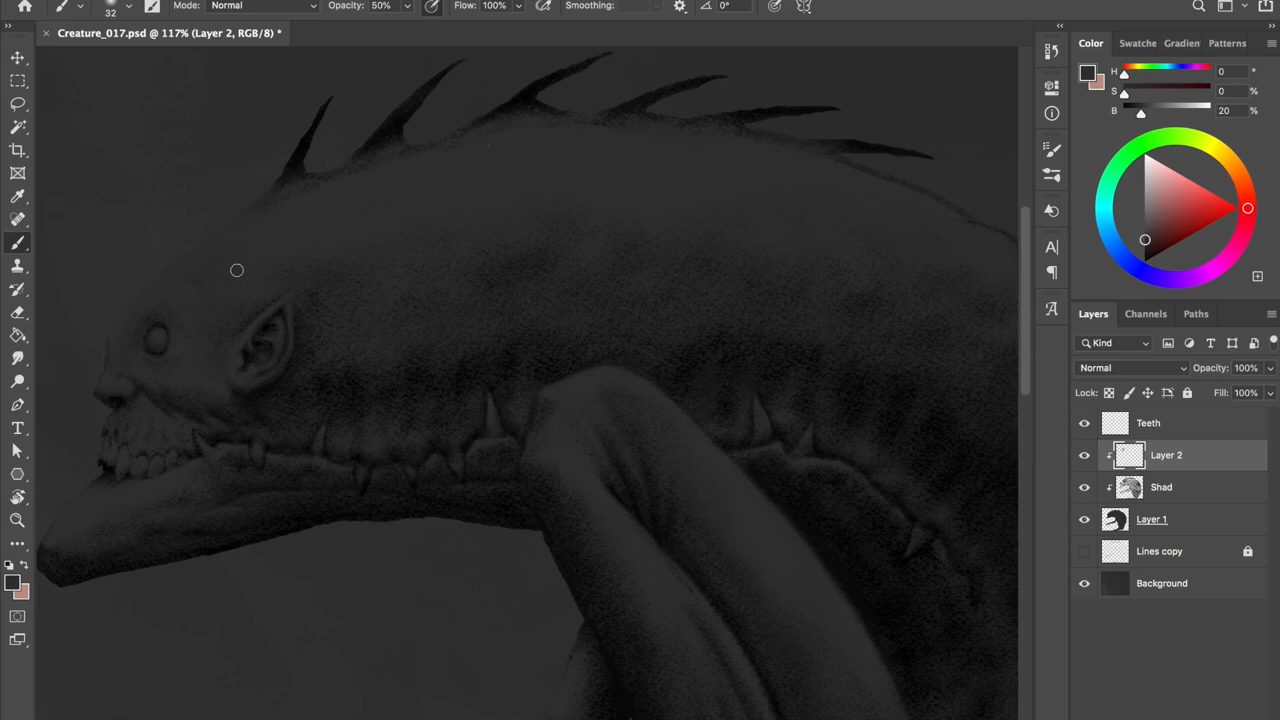 32
Mode: Normal
Opacity: 50%
Flow: 100%
Smoothing:
0°
× Creature_017.psd @ 117% (Layer 2, RGB/8) *
Color Swatche Gradien Patterns
H 0 °
S 0 %
B 20 %
Layers Channels Paths
Kind
Normal Opacity: 100%
Lock: Fill: 100%
Teeth
Layer 2
Shad
Layer 1
Lines copy
Background